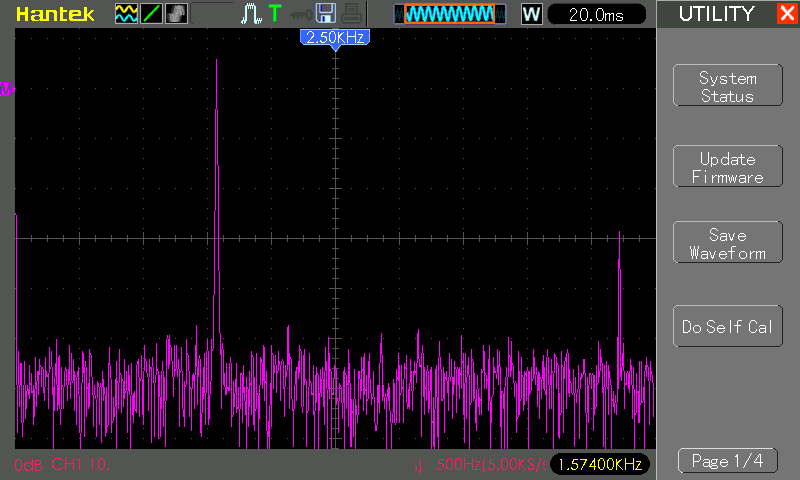 Hantek T W 20.0ms UTILITY
2.50KHz
M
System
Status
Update
Firmware
Save
Waveform
Do Self Cal
0dB CH1 10. 500Hz(5.00KS/s 1.57400KHz
Page 1/4